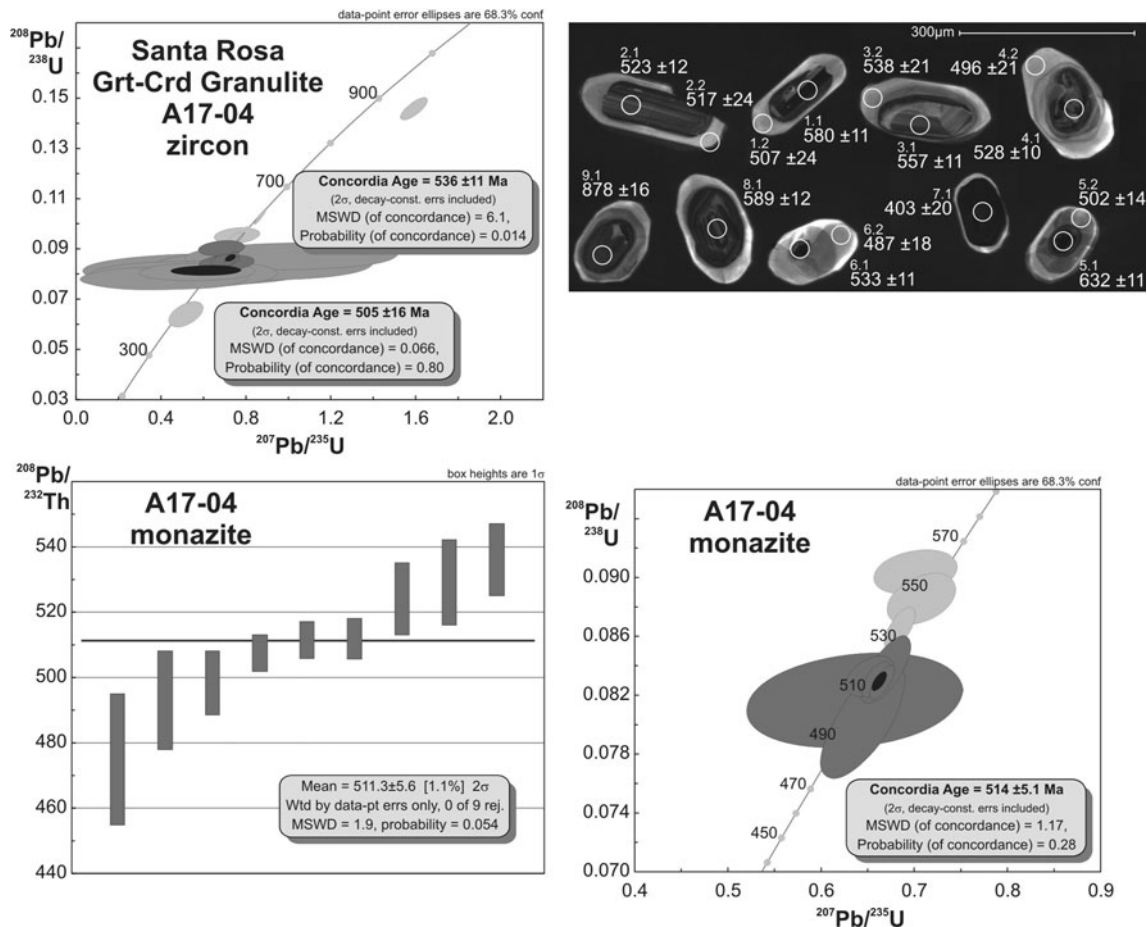 data-point error ellipses are 68.3% conf
²⁰⁸Pb/
²³⁸U
Santa Rosa
Grt-Crd Granulite
A17-04
zircon
0.15
0.13
0.11
0.09
0.07
0.05
0.03
900
700
300
Concordia Age = 536 ±11 Ma
(2σ, decay-const. errs included)
MSWD (of concordance) = 6.1,
Probability (of concordance) = 0.014
Concordia Age = 505 ±16 Ma
(2σ, decay-const. errs included)
MSWD (of concordance) = 0.066,
Probability (of concordance) = 0.80
0.0 0.4 0.8 1.2 1.6 2.0
²⁰⁷Pb/²³⁵U
300µm
2.1
523 ±12
2.2
517 ±24
1.1
580 ±11
1.2
507 ±24
3.2
538 ±21
3.1
557 ±11
4.2
496 ±21
4.1
528 ±10
9.1
878 ±16
8.1
589 ±12
6.2
487 ±18
6.1
533 ±11
7.1
403 ±20
5.2
502 ±14
5.1
632 ±11
²⁰⁸Pb/
²³²Th
box heights are 1σ
A17-04
monazite
540
520
500
480
460
440
Mean = 511.3±5.6 [1.1%] 2σ
Wtd by data-pt errs only, 0 of 9 rej.
MSWD = 1.9, probability = 0.054
data-point error ellipses are 68.3% conf
²⁰⁸Pb/
²³⁸U
A17-04
monazite
0.090
0.086
0.082
0.078
0.074
0.070
570
550
530
510
490
470
450
Concordia Age = 514 ±5.1 Ma
(2σ, decay-const. errs included)
MSWD (of concordance) = 1.17,
Probability (of concordance) = 0.28
0.4 0.5 0.6 0.7 0.8 0.9
²⁰⁷Pb/²³⁵U